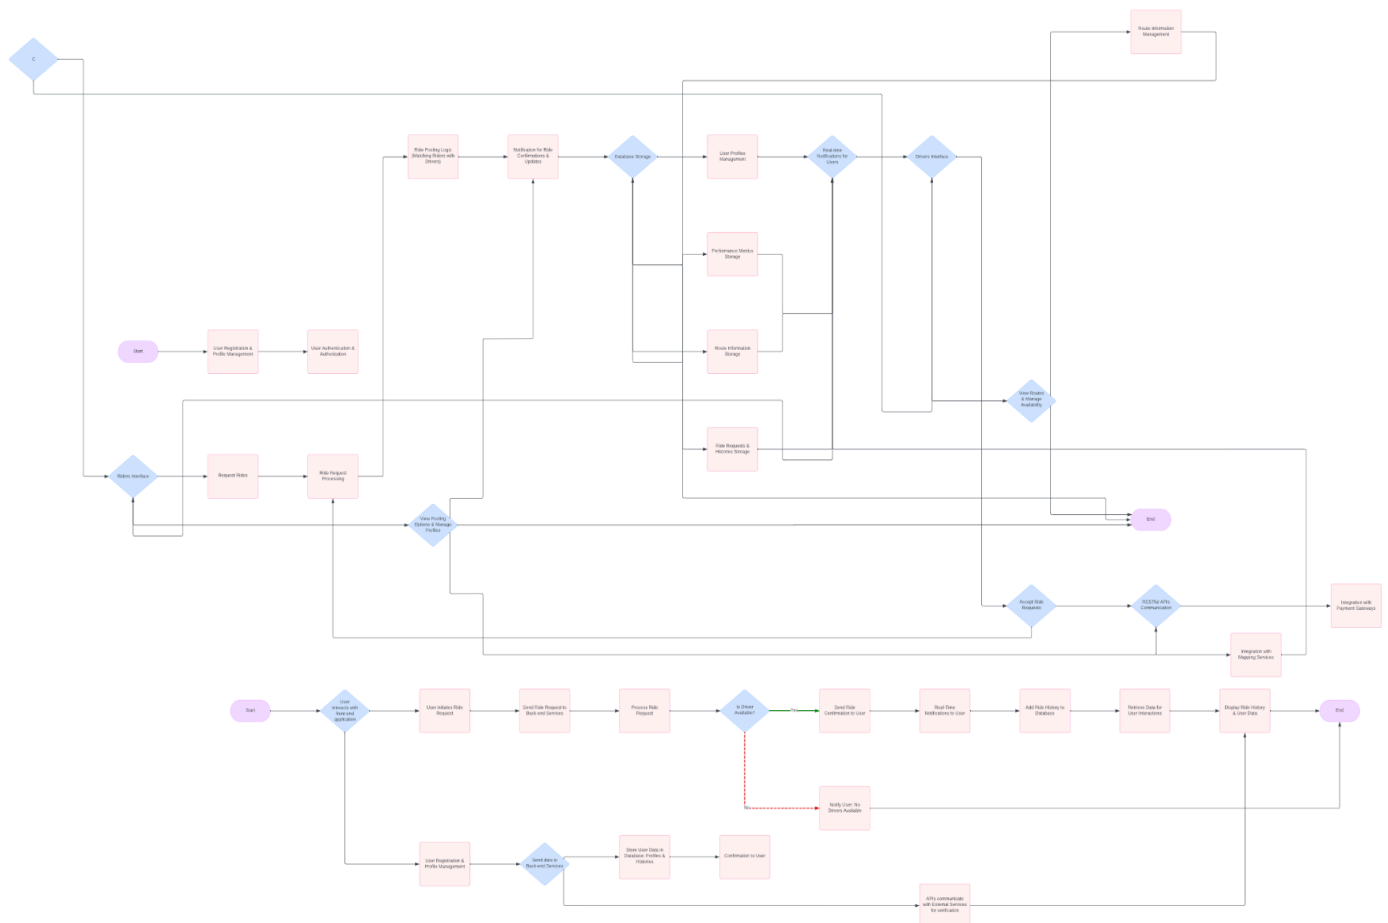 Route Information
Management
C
Ride Pooling Logic
(Matching Riders with
Drivers)
Notification for Ride
Confirmations &
Updates
Database Storage
User Profiles
Management
Real-time
Notifications for
Users
Drivers Interface
Performance Metrics
Storage
Start
User Registration &
Profile Management
User Authentication &
Authorization
Route Information
Storage
View Routes
& Manage
Availability
Riders Interface
Request Rides
Ride Request
Processing
Ride Requests &
Histories Storage
View Pooling
Options & Manage
Profiles
End
Accept Ride
Requests
RESTful APIs
Communication
Integration with
Payment Gateways
Integration with
Mapping Services
Start
User
interacts with
front-end
application
User Initiates Ride
Request
Send Ride Request to
Back-end Services
Process Ride
Request
Is Driver
Available?
Yes
Send Ride
Confirmation to User
Real-Time
Notifications to User
Add Ride History to
Database
Retrieve Data for
User Interactions
Display Ride History
& User Data
End
No
Notify User: No
Drivers Available
User Registration &
Profile Management
Send data to
Back-end Services
Store User Data in
Database: Profiles &
Histories
Confirmation to User
APIs communicate
with External Services
for verification